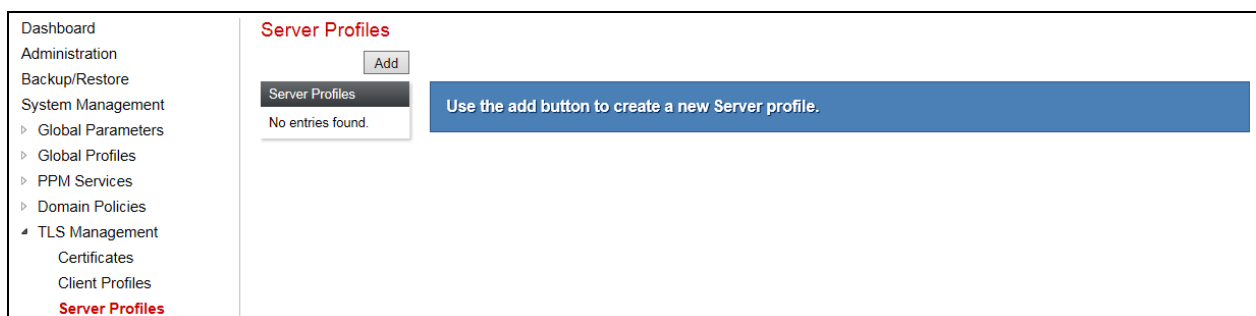 Dashboard
Administration
Backup/Restore
System Management
Global Parameters
Global Profiles
PPM Services
Domain Policies
TLS Management
Certificates
Client Profiles
Server Profiles
Server Profiles
Add
Server Profiles
No entries found.
Use the add button to create a new Server profile.